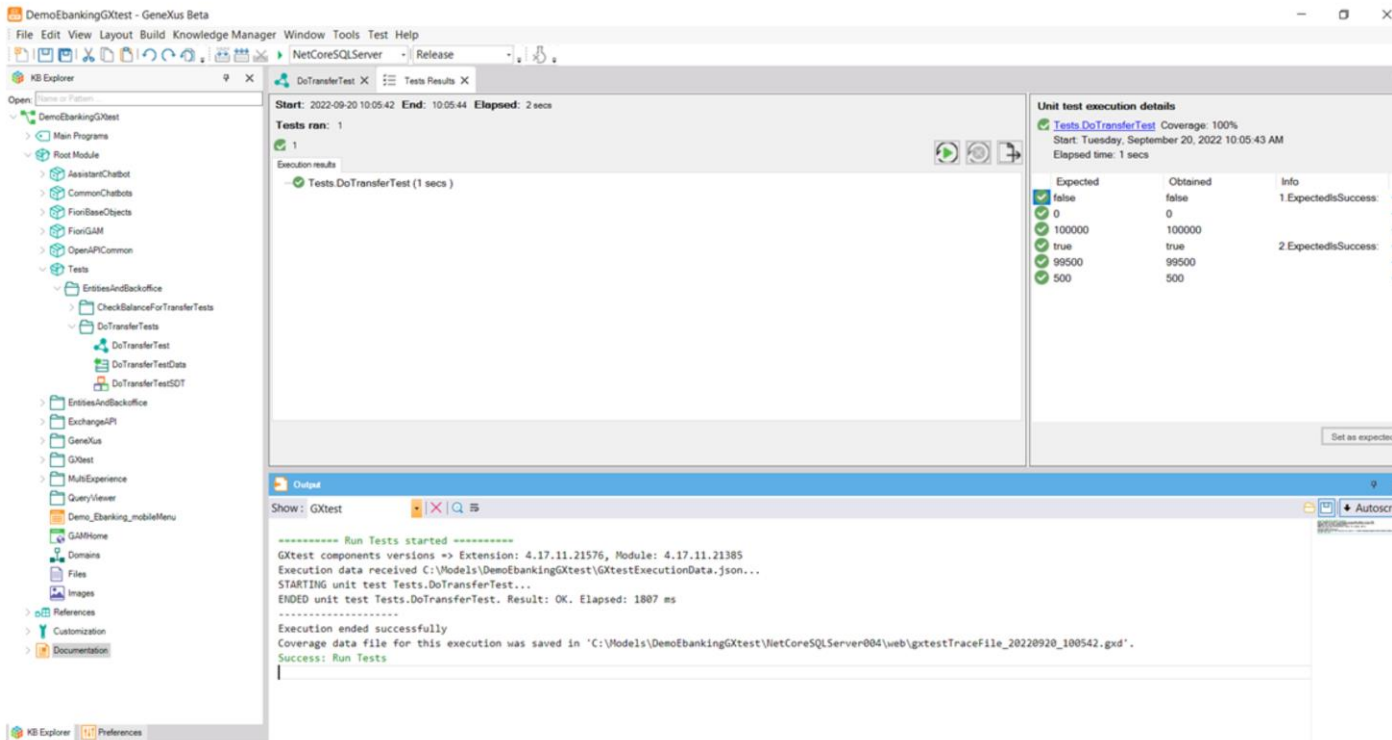 DemoEbankingGXtest - GeneXus Beta
File Edit View Layout Build Knowledge Manager Window Tools Test Help
NetCoreSQLServer Release
KB Explorer
Open: Name or Pattern...
DemoEbankingGXtest
Main Programs
Root Module
AssistantChatbot
CommonChatbots
FioriBaseObjects
FioriGAM
OpenAPICommon
Tests
EntitiesAndBackoffice
CheckBalanceForTransferTests
DoTransferTests
DoTransferTest
DoTransferTestData
DoTransferTestSDT
EntitiesAndBackoffice
ExchangeAPI
GeneXus
GXtest
MultiExperience
QueryViewer
Demo_Ebanking_mobileMenu
GAMHome
Domains
Files
Images
References
Customization
Documentation
KB Explorer Preferences
DoTransferTest Tests Results
Start: 2022-09-20 10:05:42 End: 10:05:44 Elapsed: 2 secs
Tests ran: 1
1
Execution results
Tests.DoTransferTest (1 secs )
Unit test execution details
Tests.DoTransferTest Coverage: 100%
Start: Tuesday, September 20, 2022 10:05:43 AM
Elapsed time: 1 secs
Expected Obtained Info
false false 1.ExpectedIsSuccess:
0 0
100000 100000
true true 2.ExpectedIsSuccess:
99500 99500
500 500
Set as expected
Output
Show: GXtest
Autoscr
========== Run Tests started ==========
GXtest components versions => Extension: 4.17.11.21576, Module: 4.17.11.21385
Execution data received C:\Models\DemoEbankingGXtest\GXtestExecutionData.json...
STARTING unit test Tests.DoTransferTest...
ENDED unit test Tests.DoTransferTest. Result: OK. Elapsed: 1807 ms
--------------------
Execution ended successfully
Coverage data file for this execution was saved in 'C:\Models\DemoEbankingGXtest\NetCoreSQLServer004\web\gxtestTraceFile_20220920_100542.gxd'.
Success: Run Tests